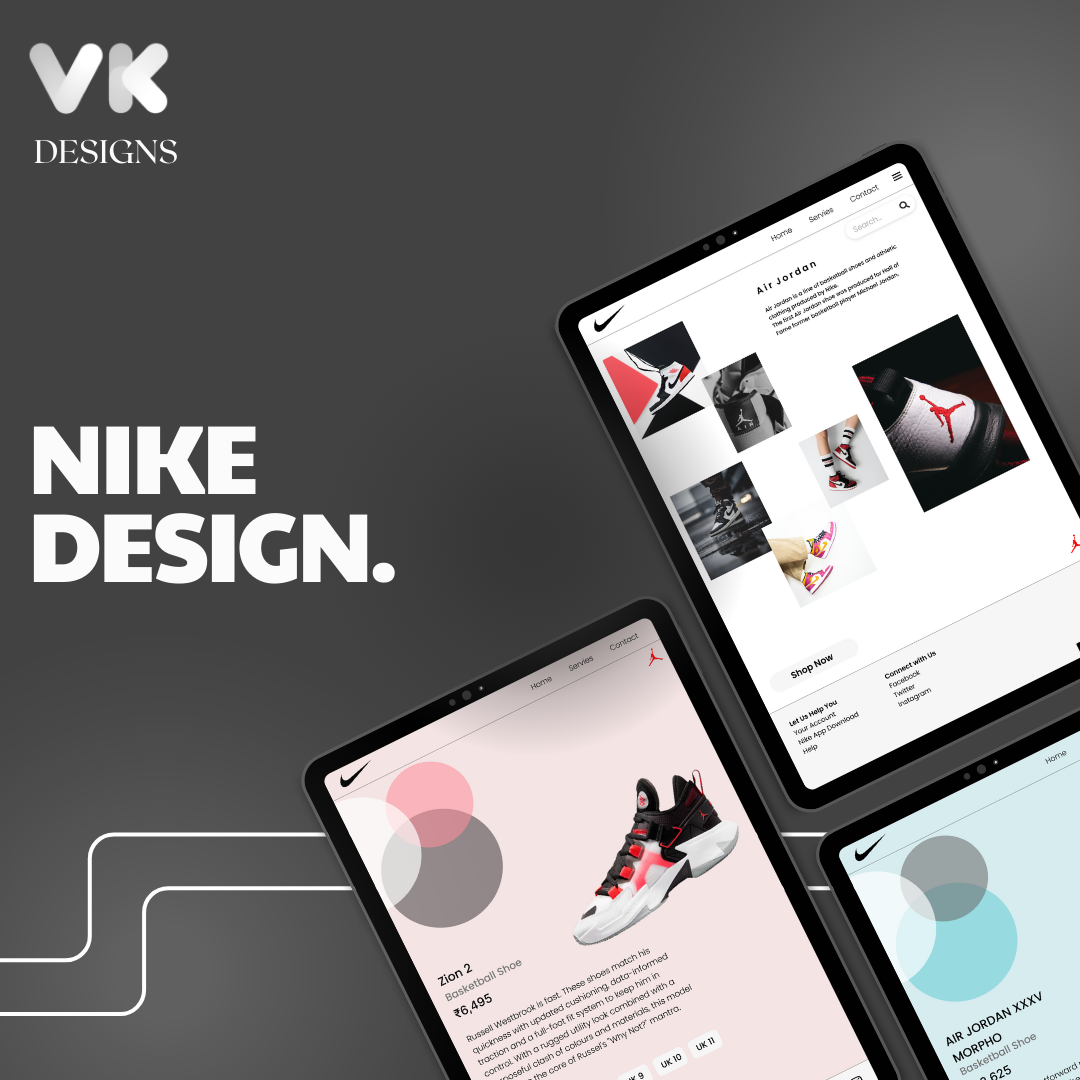 VK
DESIGNS
NIKE
DESIGN.
Home Servies Contact
Search...
Air Jordan
Air Jordan is a line of basketball shoes and athletic
clothing produced by Nike.
The first Air Jordan shoe was produced for Hall of
Fame former basketball player Michael Jordan.
AIR
Shop Now
Let Us Help You
Your Account
Nike App Download
Help
Connect with Us
Facebook
Twitter
Instagram
Home Servies Contact
Zion 2
Basketball Shoe
₹6,495
Russell Westbrook is fast. These shoes match his
quickness with updated cushioning, data-informed
traction and a full-foot fit system to keep him in
control. With a rugged utility look combined with a
poseful clash of colours and materials, this model
the core of Russel's "Why Not?" mantra.
9 UK 10 UK 11
Home
AIR JORDAN XXXV
MORPHO
Basketball Shoe
,625